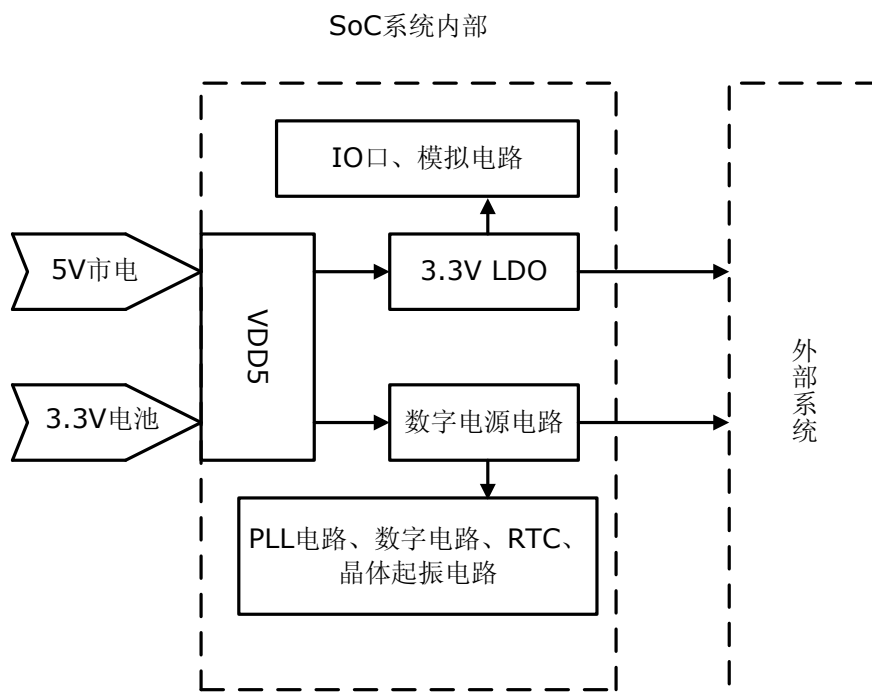 SoC系统内部
IO口、模拟电路
5V市电
3.3V LDO
VDD5
3.3V电池
数字电源电路
外部系统
PLL电路、数字电路、RTC、
晶体起振电路